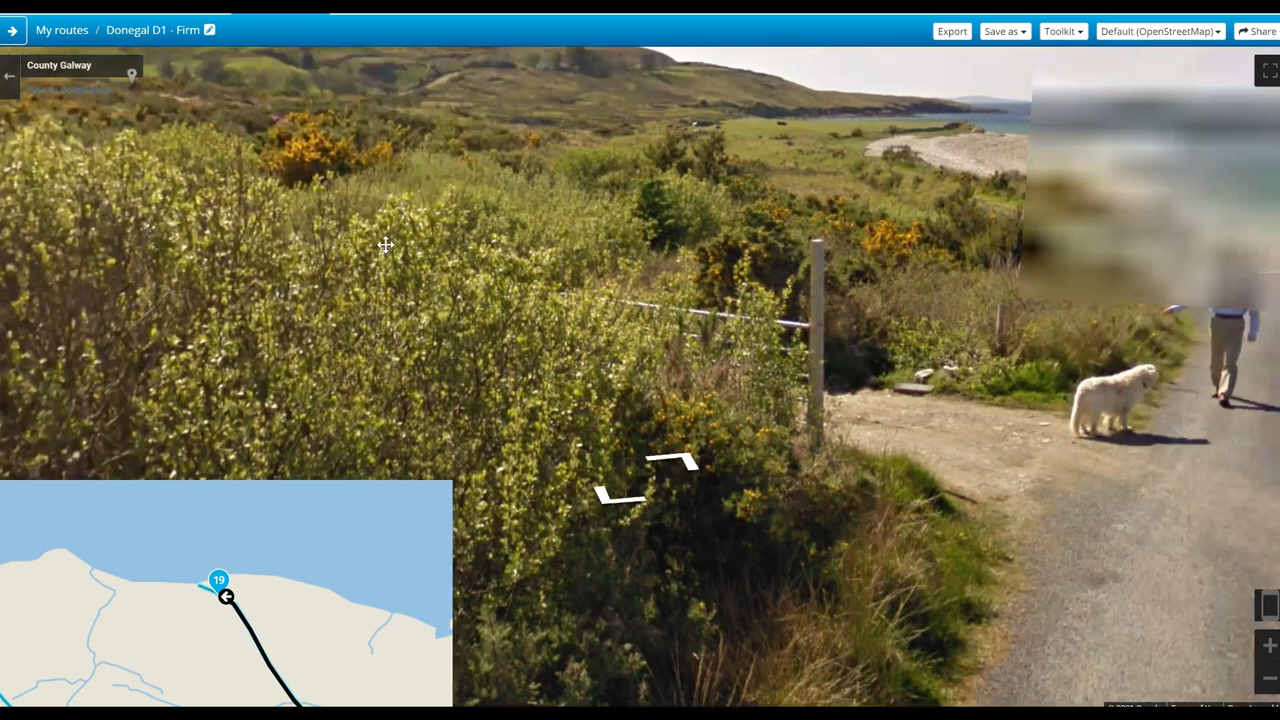 My routes / Donegal D1 - Firm
Export
Save as
Toolkit
Default (OpenStreetMap)
Share
County Galway
19